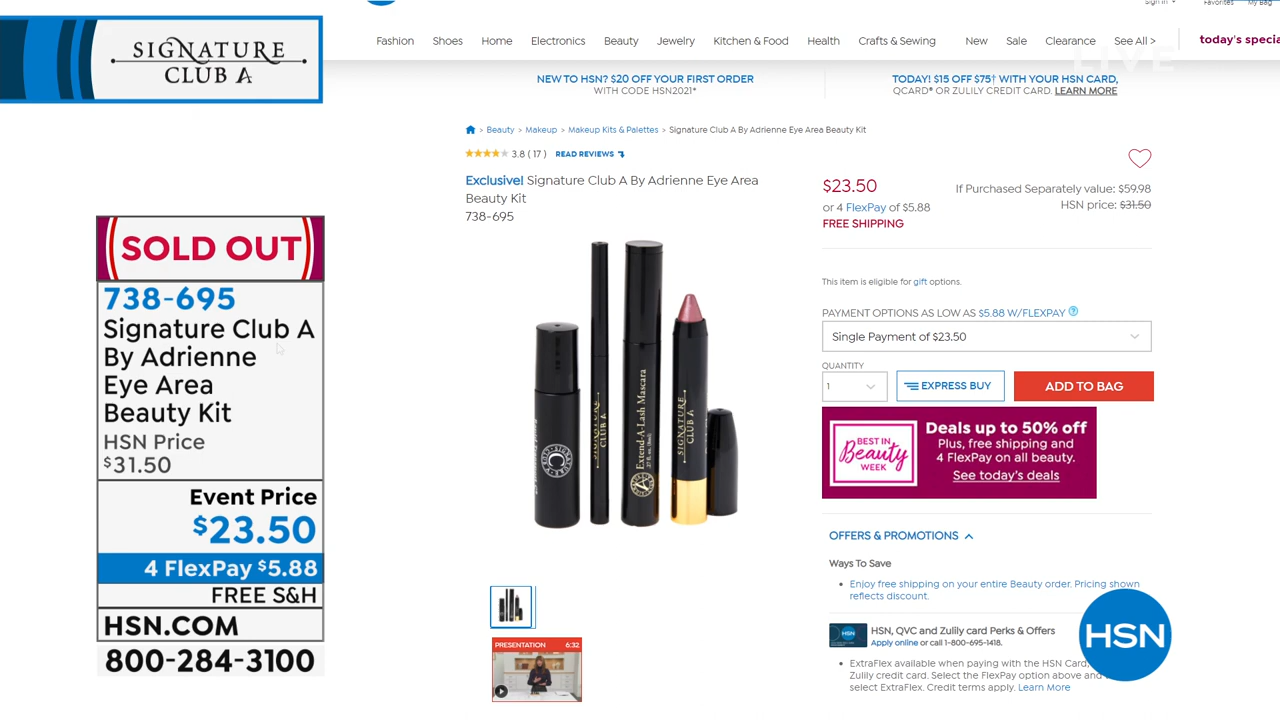 SIGNATURE
CLUB A
SOLD OUT
738-695
Signature Club A
By Adrienne
Eye Area
Beauty Kit
HSN Price
$31.50
Event Price
$23.50
4 FlexPay $5.88
FREE S&H
HSN.COM
800-284-3100
Sign in
Favorites
My Bag
Fashion Shoes Home Electronics Beauty Jewelry Kitchen & Food Health Crafts & Sewing New Sale Clearance See All >
today's specia
LIVE
NEW TO HSN? $20 OFF YOUR FIRST ORDER
WITH CODE HSN2021*
TODAY! $15 OFF $75† WITH YOUR HSN CARD,
QCARD® OR ZULILY CREDIT CARD. LEARN MORE
> Beauty > Makeup > Makeup Kits & Palettes > Signature Club A By Adrienne Eye Area Beauty Kit
3.8 ( 17 ) READ REVIEWS
Exclusive! Signature Club A By Adrienne Eye Area
Beauty Kit
738-695
SIGNATURE
CLUB A
Extend-A-Lash Mascara
SIGNATURE
CLUB A
PRESENTATION 6:32
$23.50
or 4 FlexPay of $5.88
FREE SHIPPING
If Purchased Separately value: $59.98
HSN price: $31.50
This item is eligible for gift options.
PAYMENT OPTIONS AS LOW AS $5.88 W/FLEXPAY ?
Single Payment of $23.50
QUANTITY
1
EXPRESS BUY
ADD TO BAG
BEST IN
Beauty
WEEK
Deals up to 50% off
Plus, free shipping and
4 FlexPay on all beauty.
See today's deals
OFFERS & PROMOTIONS
Ways To Save
• Enjoy free shipping on your entire Beauty order. Pricing shown
reflects discount.
HSN, QVC and Zulily card Perks & Offers
Apply online or call 1-800-695-1418.
• ExtraFlex available when paying with the HSN Card,
Zulily credit card. Select the FlexPay option above and
select ExtraFlex. Credit terms apply. Learn More
HSN